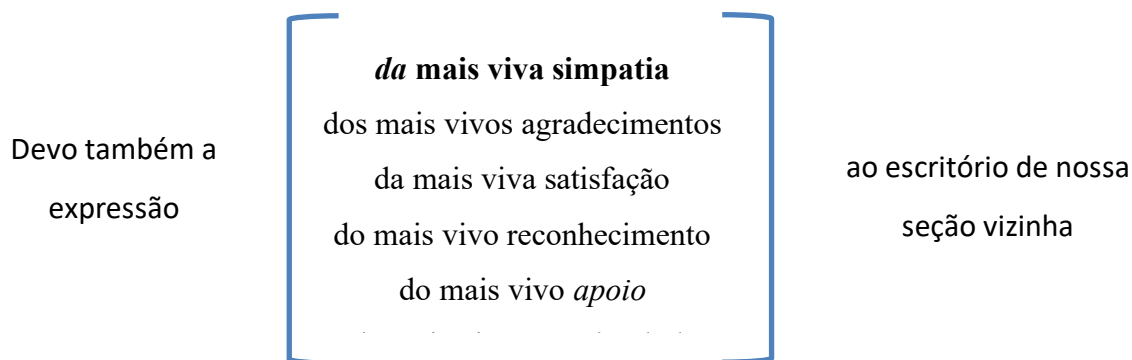 Devo também a
expressão
da mais viva simpatia
dos mais vivos agradecimentos
da mais viva satisfação
do mais vivo reconhecimento
do mais vivo apoio
ao escritório de nossa
seção vizinha